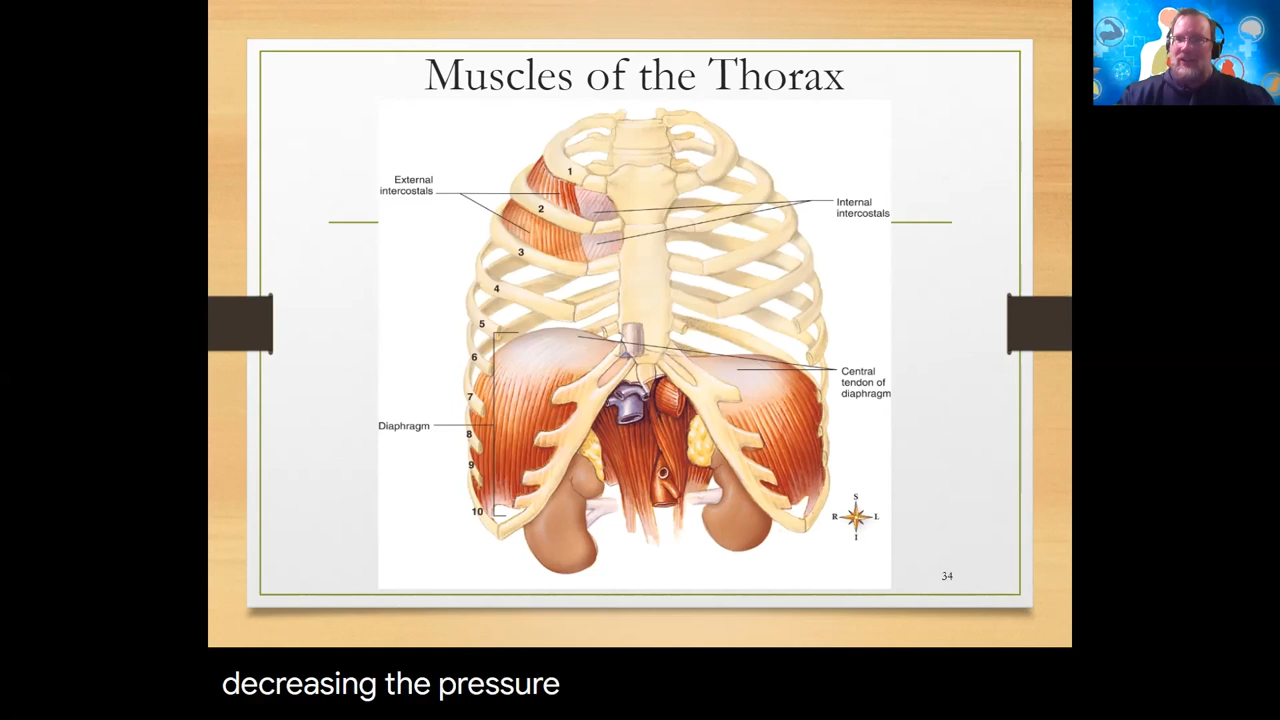 Muscles of the Thorax
External
intercostals
1
2
3
4
5
6
7
8
9
10
Internal
intercostals
Central
tendon of
diaphragm
Diaphragm
S
R L
I
34
decreasing the pressure